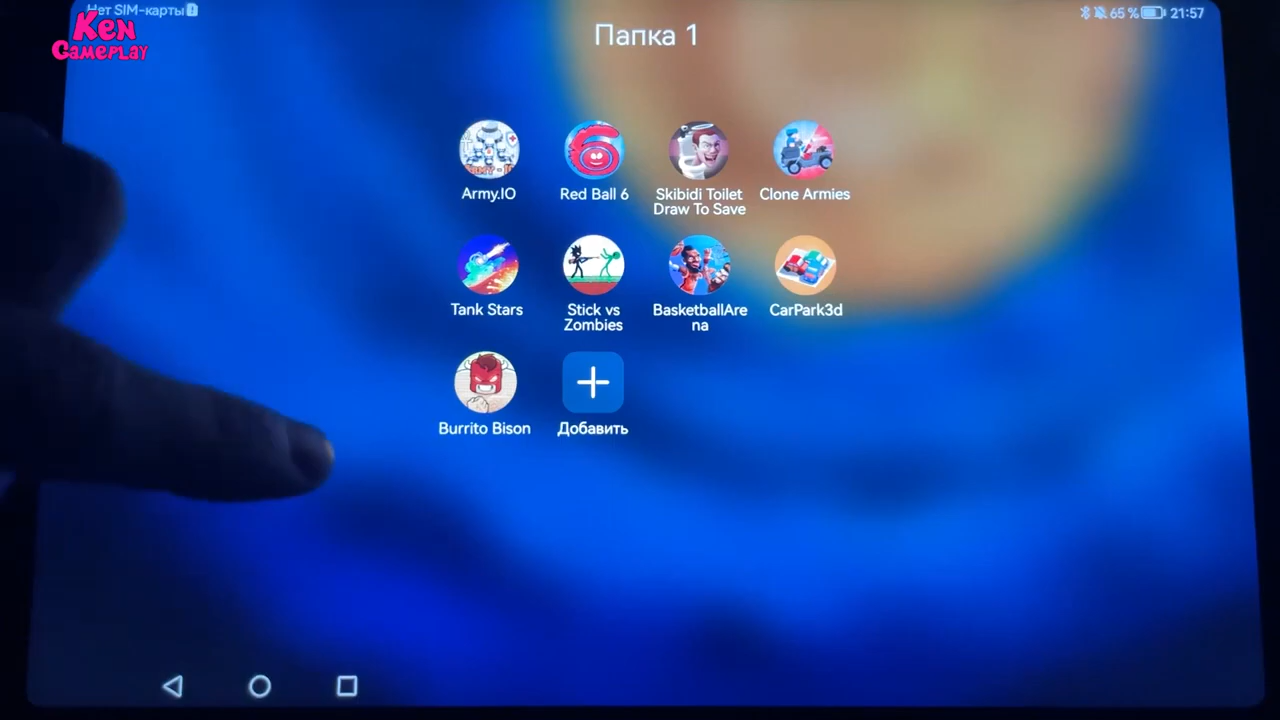 Нет SIM-карты
65 % 21:57
Ken
Gameplay
Папка 1
Army.IO
Red Ball 6
Skibidi Toilet
Draw To Save
Clone Armies
Tank Stars
Stick vs
Zombies
BasketballAre
na
CarPark3d
Burrito Bison
Добавить